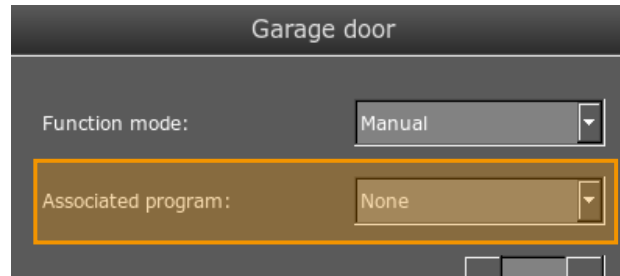 Garage door
Function mode: Manual
Associated program: None